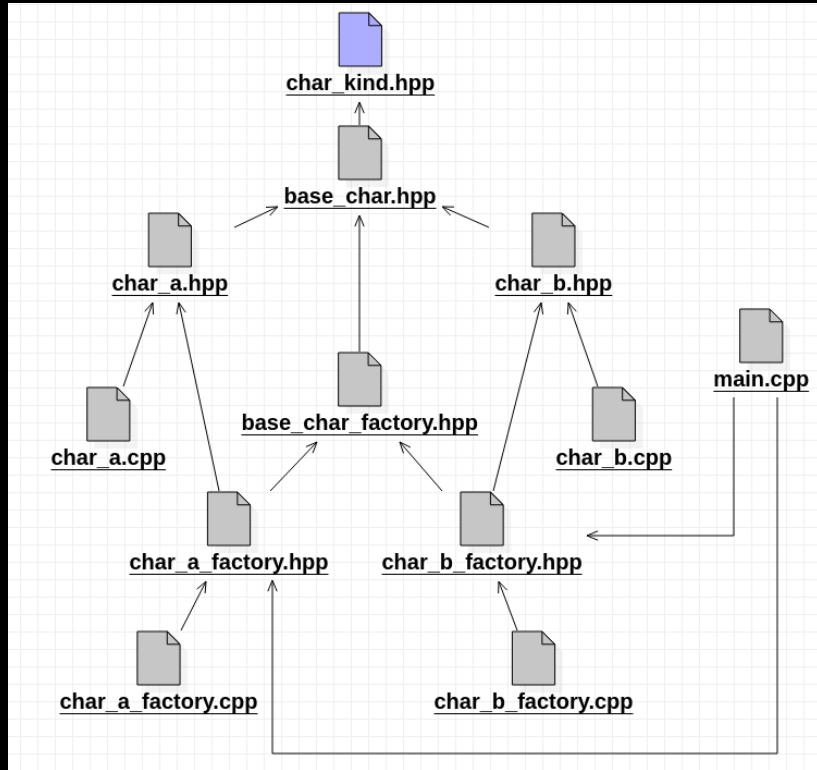 char_kind.hpp
base_char.hpp
char_a.hpp
char_b.hpp
main.cpp
base_char_factory.hpp
char_a.cpp
char_b.cpp
char_a_factory.hpp
char_b_factory.hpp
char_a_factory.cpp
char_b_factory.cpp